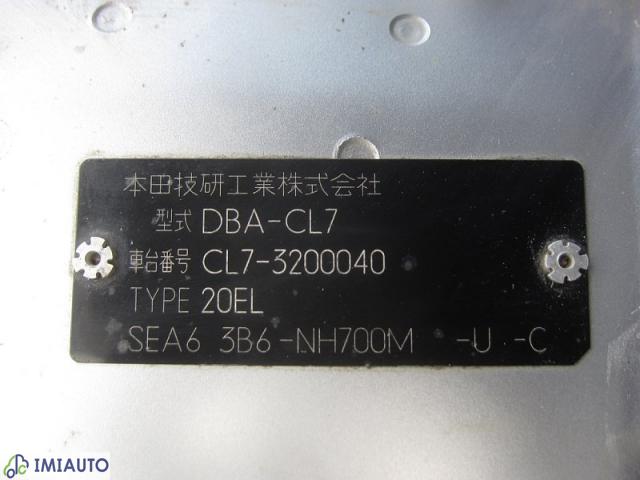 本田技研工業株式会社
型式 DBA-CL7
車台番号 CL7-3200040
TYPE 20EL
SEA6 3B6-NH700M -U -C
IMIAUTO